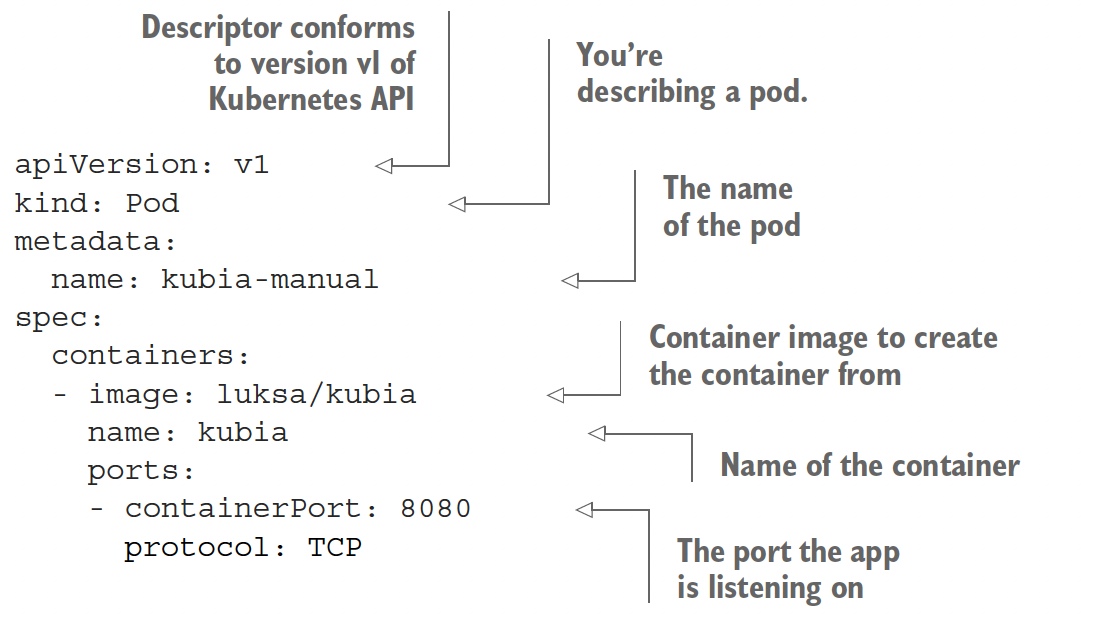 Descriptor conforms
to version v1 of
Kubernetes API
You're
describing a pod.
apiVersion: v1
kind: Pod
The name
of the pod
metadata:
  name: kubia-manual
spec:
Container image to create
the container from
  containers:
  - image: luksa/kubia
    name: kubia
Name of the container
    ports:
    - containerPort: 8080
      protocol: TCP
The port the app
is listening on